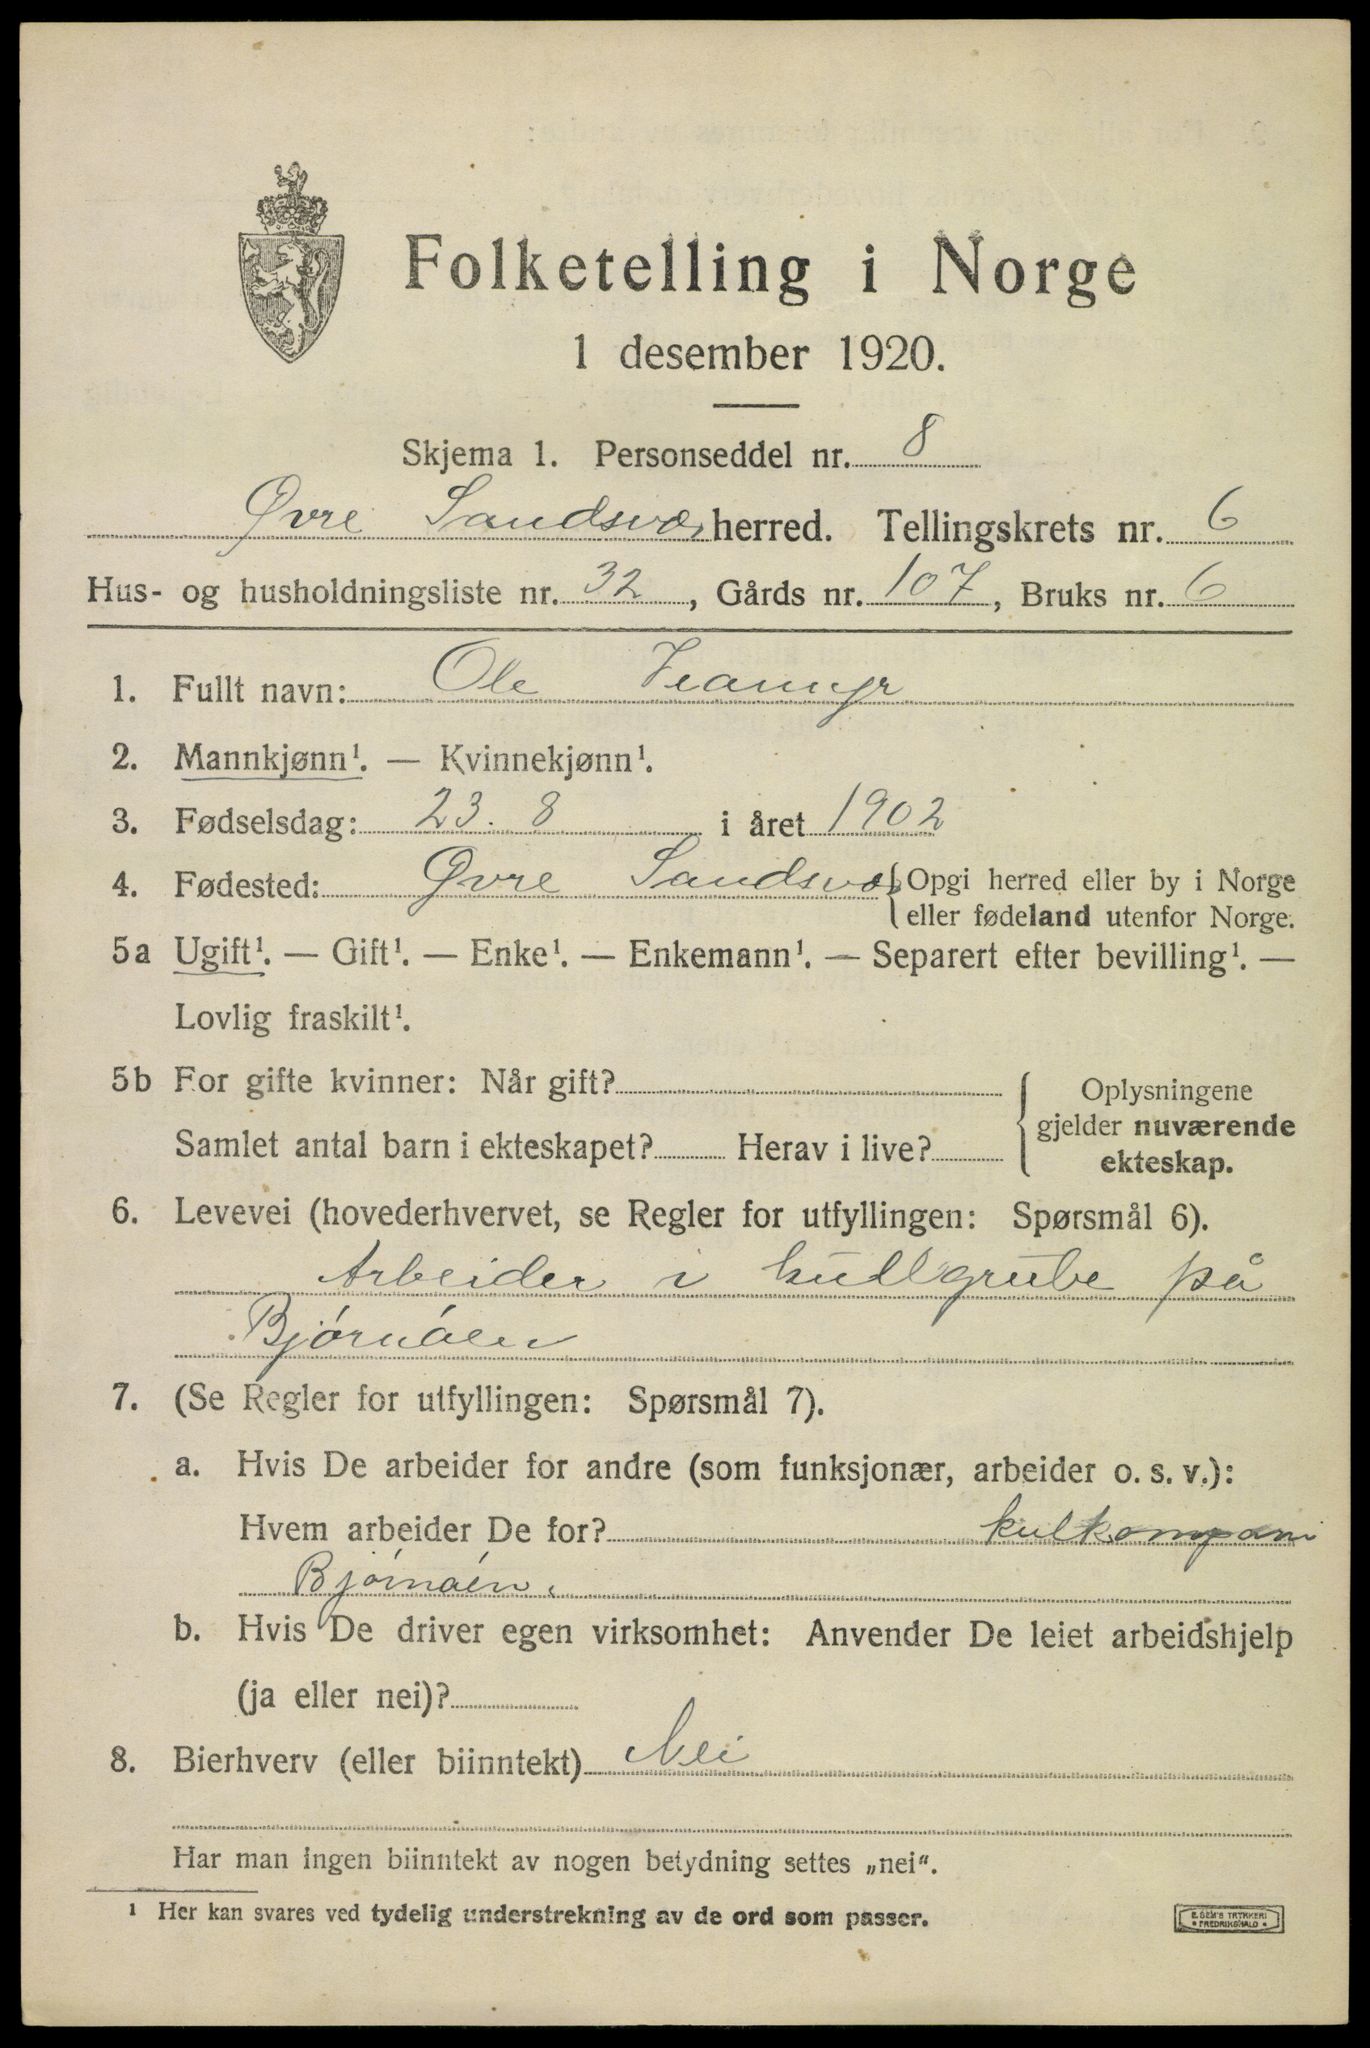 Folketelling i Norge
1 desember 1920.
Skjema 1. Personseddel nr. 8
Øvre Sandsvær herred. Tellingskrets nr. 6
Hus- og husholdningsliste nr. 32, Gårds nr. 107, Bruks nr. 6
1. Fullt navn: Ole
2. Mannkjønn¹. — Kvinnekjønn¹.
3. Fødselsdag: 23. 8 i året 1902
4. Fødested: Øvre Sandsvær { Opgi herred eller by i Norge
eller fødeland utenfor Norge.
5a Ugift¹. — Gift¹. — Enke¹. — Enkemann¹. — Separert efter bevilling¹. —
Lovlig fraskilt¹.
5b For gifte kvinner: Når gift?
Samlet antal barn i ekteskapet? Herav i live?
Oplysningene
gjelder nuværende
ekteskap.
6. Levevei (hovederhvervet, se Regler for utfyllingen: Spørsmål 6).
Arbeider i kullgrube på
Bjørnöen
7. (Se Regler for utfyllingen: Spørsmål 7).
a. Hvis De arbeider for andre (som funksjonær, arbeider o. s. v.):
Hvem arbeider De for? kulkompani
Bjørnöen.
b. Hvis De driver egen virksomhet: Anvender De leiet arbeidshjelp
(ja eller nei)?
8. Bierhverv (eller biinntekt) Nei
Har man ingen biinntekt av nogen betydning settes „nei“.
¹ Her kan svares ved tydelig understrekning av de ord som passer.
E. SEM'S TRYKKERI
• FREDRIKSHALD •